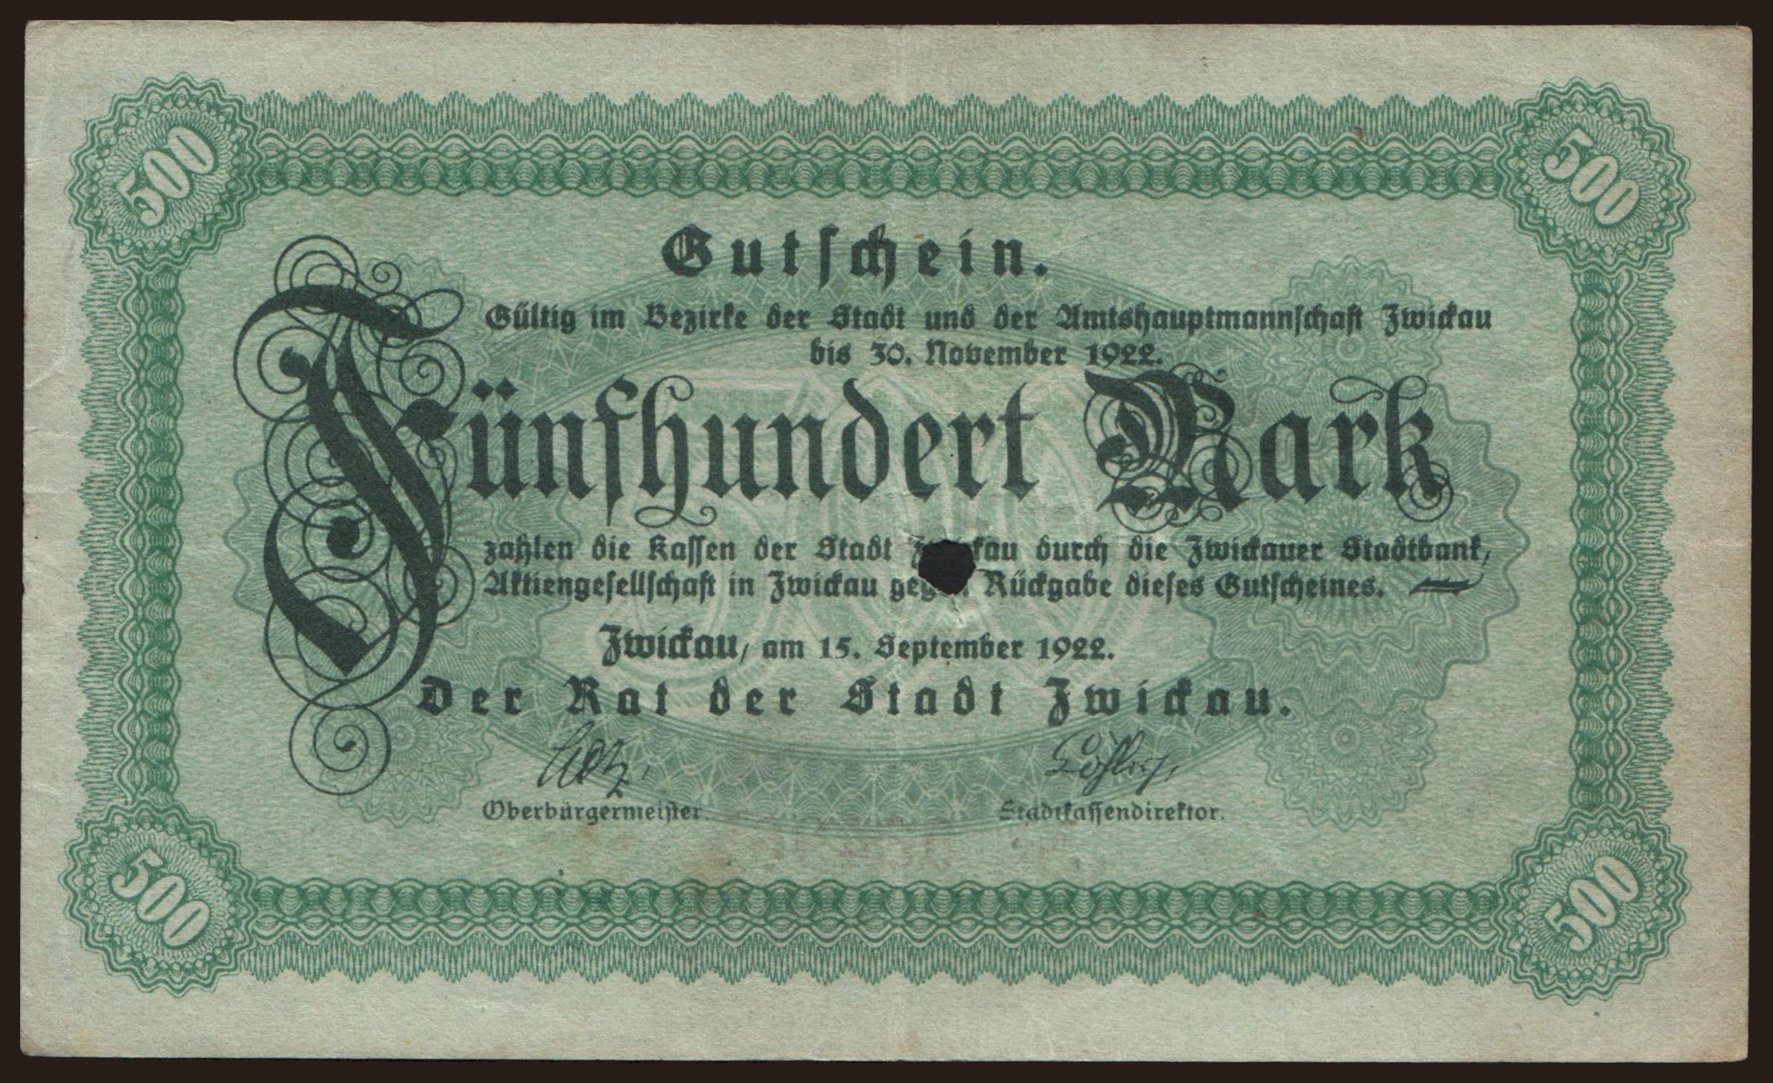 500 500
Gutschein.
Gültig im Bezirke der Stadt und der Amtshauptmannschaft Zwickau
bis 30. November 1922.
Fünfhundert Mark
zahlen die Kassen der Stadt Zwickau durch die Zwickauer Stadtbank,
Aktiengesellschaft in Zwickau gegen Rückgabe dieses Gutscheines.
Zwickau, am 15. September 1922.
Der Rat der Stadt Zwickau.
Oberbürgermeister. Stadtkassendirektor.
500 500